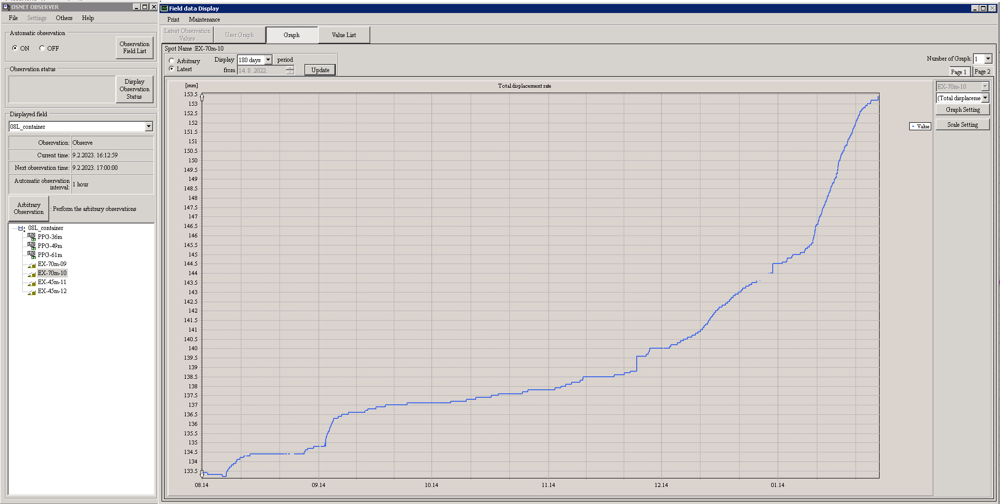 OSNET OBSERVER
File Settings Others Help
Automatic observation
ON OFF
Observation
Field List
Observation status
Display
Observation
Status
Displayed field
08L_container
Observation: Observe
Current time: 9.2.2023. 16:12:59
Next observation time: 9.2.2023. 17:00:00
Automatic observation
interval: 1 hour
Arbitrary
Observation
: Perform the arbitrary observations
08L_container
PPG-36m
PPG-49m
PPG-61m
EX-70m-09
EX-70m-10
EX-45m-11
EX-45m-12
Field data Display
Print Maintenance
Latest Observation
Values
User Graph
Graph
Value List
Spot Name :EX-70m-10
Arbitrary
Latest
Display 180 days period
from 14. 8 .2022.
Update
Number of Graph: 1
Page 1 Page 2
EX-70m-10
(Total displaceme
Graph Setting
Scale Setting
Value
Total displacement rate
[mm]
153.5
153
152.5
152
151.5
151
150.5
150
149.5
149
148.5
148
147.5
147
146.5
146
145.5
145
144.5
144
143.5
143
142.5
142
141.5
141
140.5
140
139.5
139
138.5
138
137.5
137
136.5
136
135.5
135
134.5
134
133.5
08.14 09.14 10.14 11.14 12.14 01.14